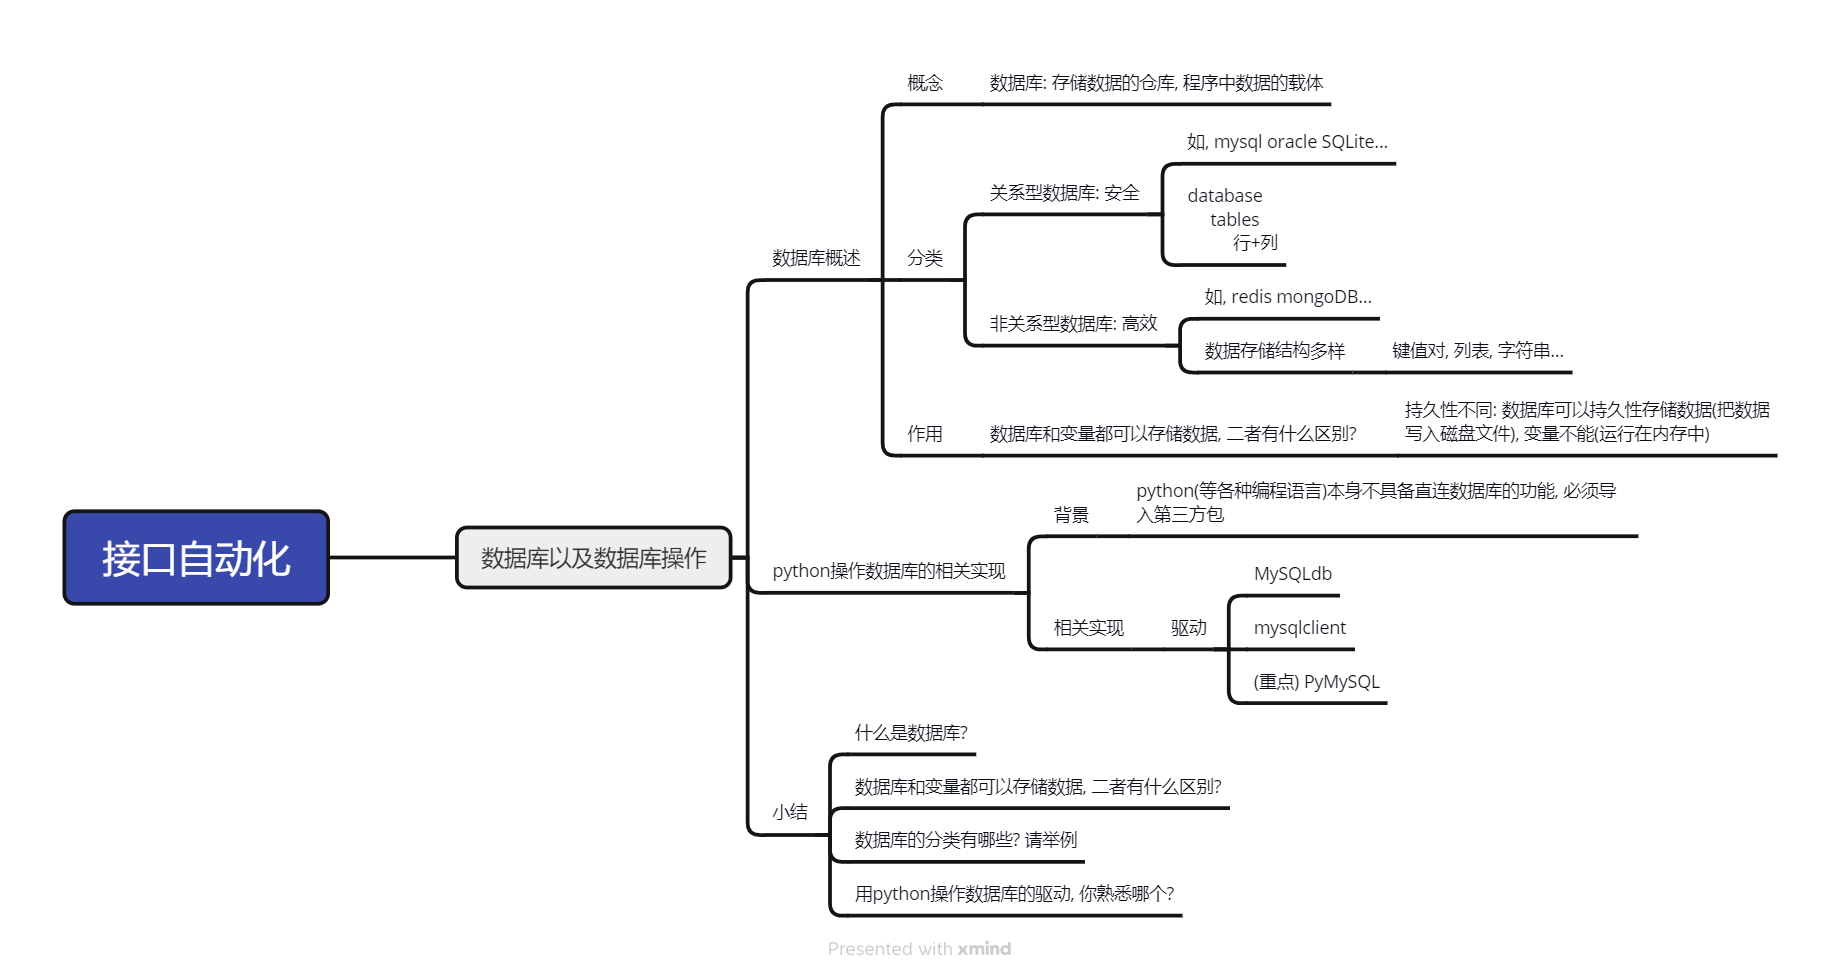 接口自动化
数据库以及数据库操作
数据库概述
概念
数据库: 存储数据的仓库, 程序中数据的载体
分类
关系型数据库: 安全
如, mysql oracle SQLite...
database
tables
行+列
非关系型数据库: 高效
如, redis mongoDB...
数据存储结构多样
键值对, 列表, 字符串...
作用
数据库和变量都可以存储数据, 二者有什么区别?
持久性不同: 数据库可以持久性存储数据(把数据
写入磁盘文件), 变量不能(运行在内存中)
python操作数据库的相关实现
背景
python(等各种编程语言)本身不具备直连数据库的功能, 必须导
入第三方包
相关实现
驱动
MySQLdb
mysqlclient
(重点) PyMySQL
小结
什么是数据库?
数据库和变量都可以存储数据, 二者有什么区别?
数据库的分类有哪些? 请举例
用python操作数据库的驱动, 你熟悉哪个?
Presented with xmind